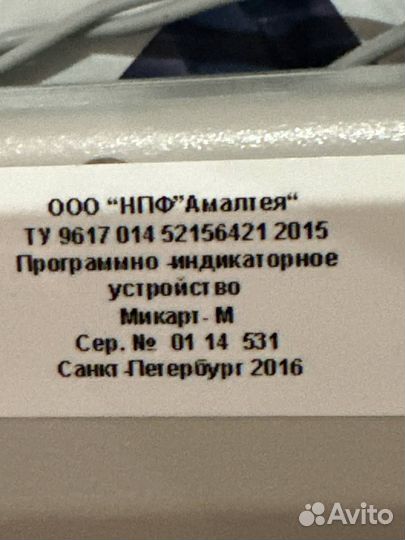 ООО “НПФ”Амалтея“
ТУ 9617 014 52156421 2015
Программно -индикаторное
устройство
Микарт- М
Сер. № 01 14 531
Санкт-Петербург 2016
Avito